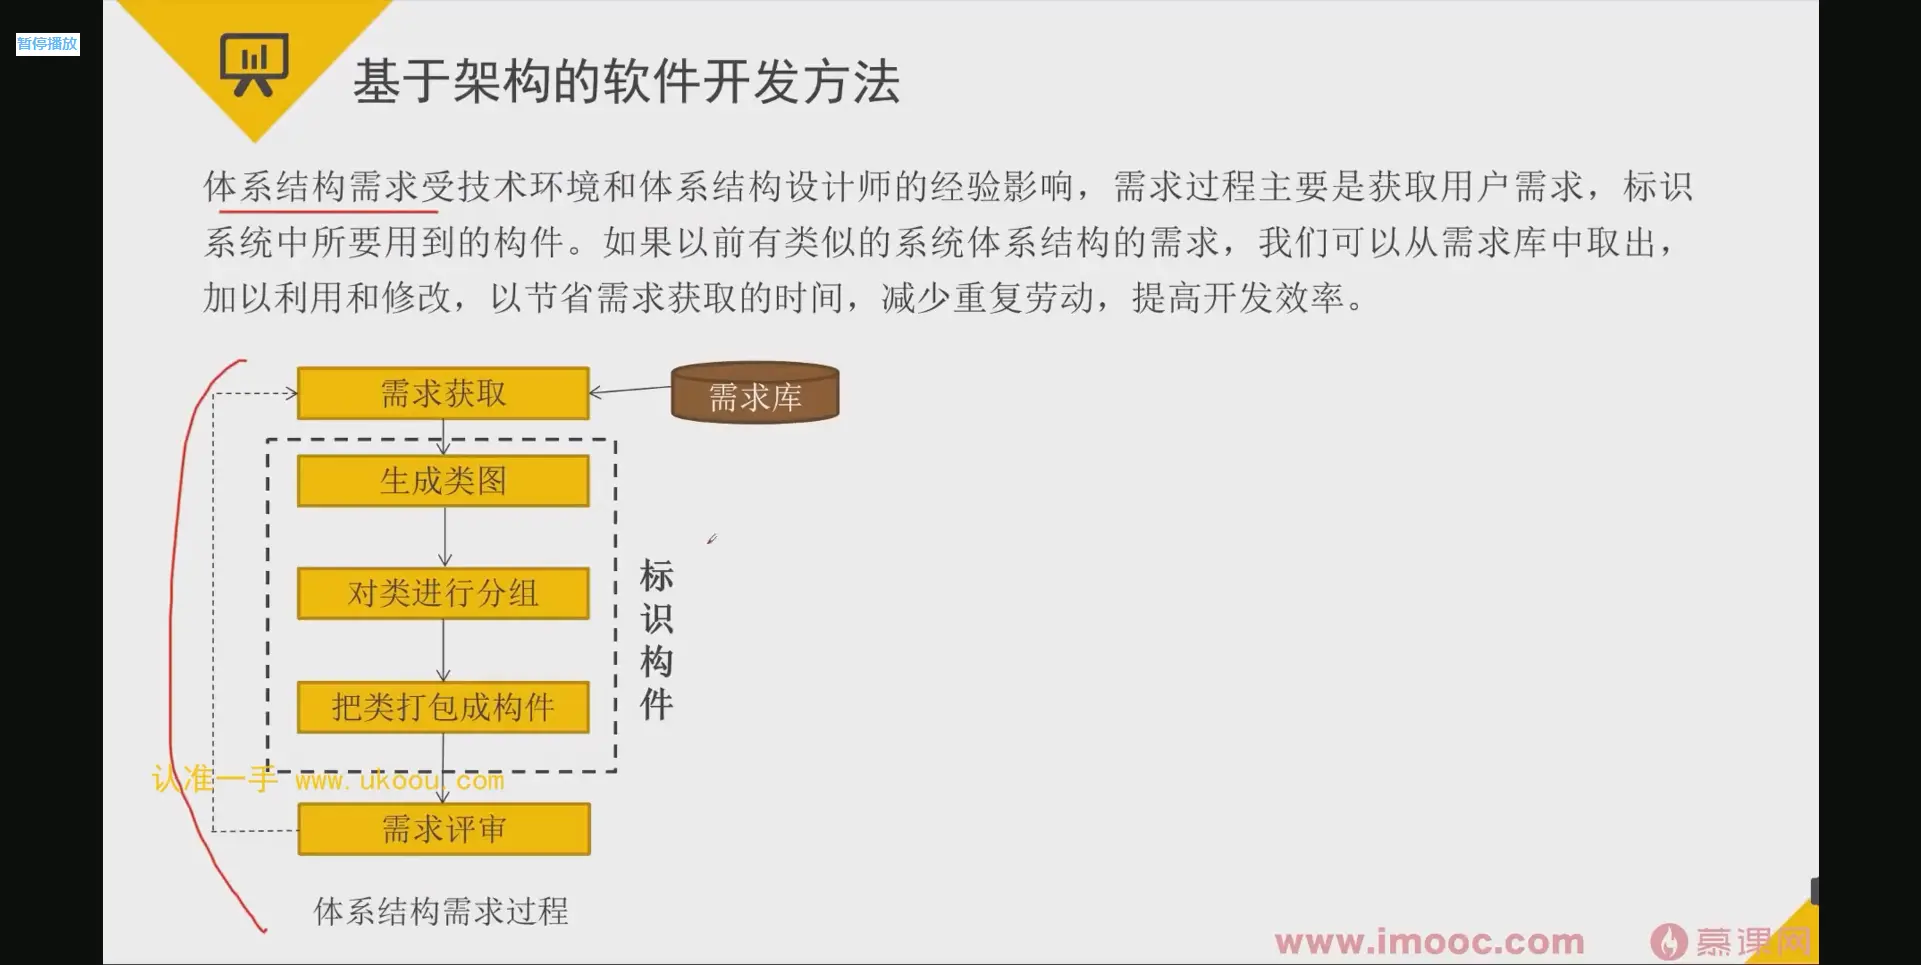 暂停播放
基于架构的软件开发方法
体系结构需求受技术环境和体系结构设计师的经验影响，需求过程主要是获取用户需求，标识
系统中所要用到的构件。如果以前有类似的系统体系结构的需求，我们可以从需求库中取出，
加以利用和修改，以节省需求获取的时间，减少重复劳动，提高开发效率。
需求获取
需求库
生成类图
对类进行分组
标识构件
把类打包成构件
认准一手 www.ukoou.com
需求评审
体系结构需求过程
www.imooc.com
慕课网